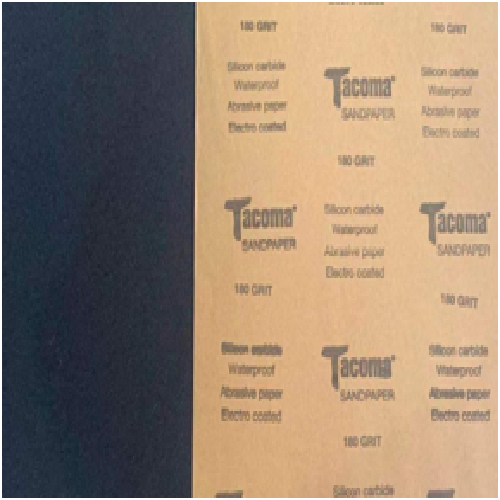 180 GRIT
180 GRIT
Silicon carbide
Waterproof
Abrasive paper
Electro coated
Tacoma
SANDPAPER
Silicon carbide
Waterproof
Abrasive paper
Electro coated
180 GRIT
Tacoma
SANDPAPER
Silicon carbide
Waterproof
Abrasive paper
Electro coated
Tacoma
SANDPAPER
180 GRIT
180 GRIT
Silicon carbide
Waterproof
Abrasive paper
Electro coated
Tacoma
SANDPAPER
Silicon carbide
Waterproof
Abrasive paper
Electro coated
180 GRIT
Silicon carbide